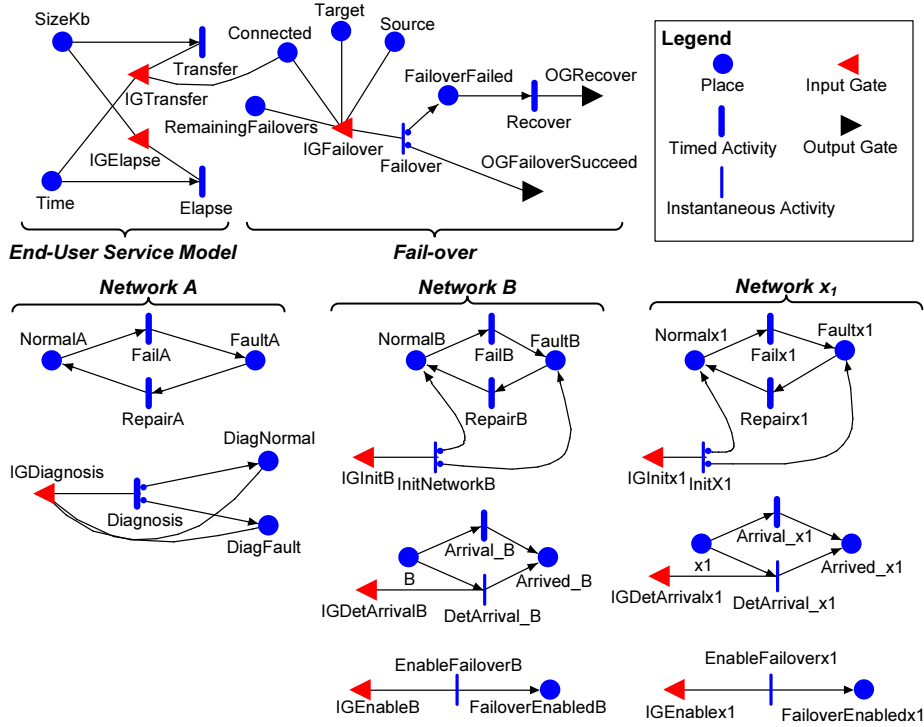 SizeKb
Transfer
IGTransfer
IGElapse
Time
Elapse
End-User Service Model
Connected
Target
Source
RemainingFailovers
IGFailover
FailoverFailed
Failover
OGRecover
Recover
OGFailoverSucceed
Fail-over
Legend
Place
Input Gate
Timed Activity
Output Gate
Instantaneous Activity
Network A
NormalA
FailA
FaultA
RepairA
IGDiagnosis
DiagNormal
Diagnosis
DiagFault
Network B
NormalB
FailB
FaultB
RepairB
IGInitB
InitNetworkB
Arrival_B
B
Arrived_B
IGDetArrivalB
DetArrival_B
EnableFailoverB
IGEnableB
FailoverEnabledB
Network x1
Normalx1
Failx1
Faultx1
Repairx1
IGInitx1
InitX1
Arrival_x1
x1
Arrived_x1
IGDetArrivalx1
DetArrival_x1
EnableFailoverx1
IGEnablex1
FailoverEnabledx1